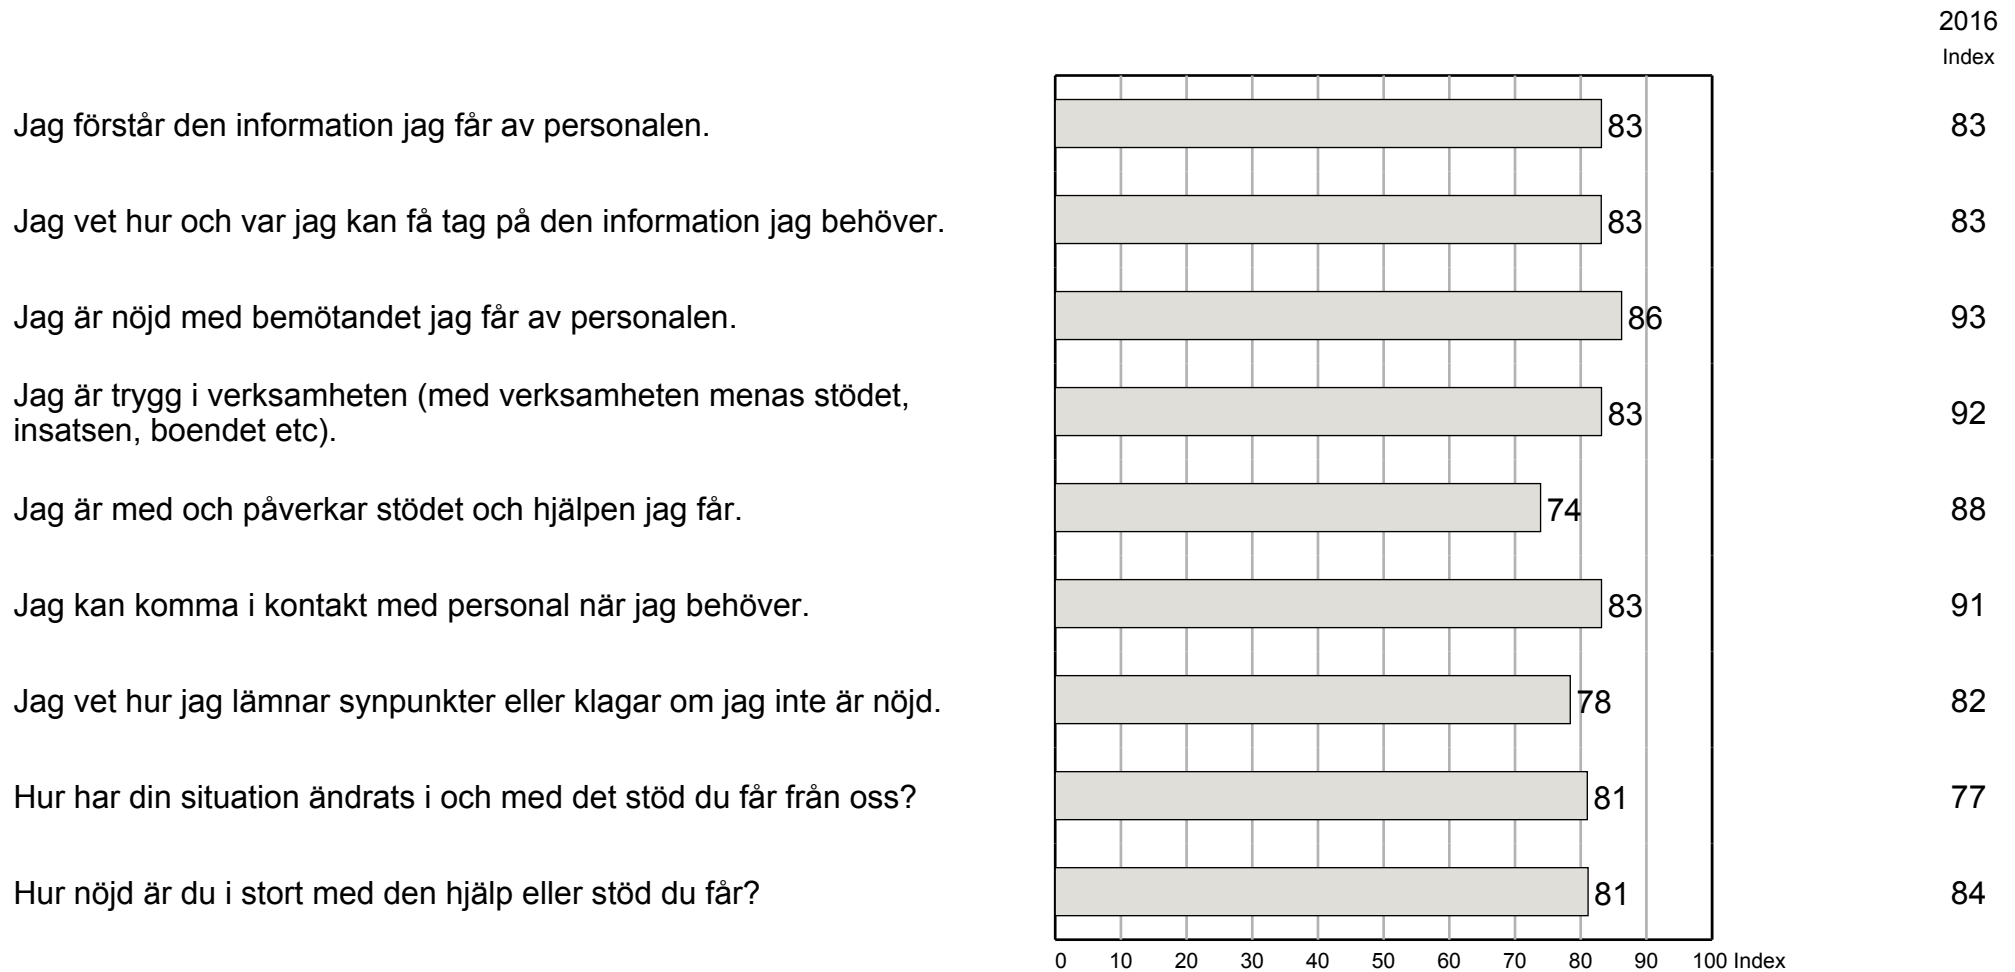 2016
Index
Jag förstår den information jag får av personalen. 83 83
Jag vet hur och var jag kan få tag på den information jag behöver. 83 83
Jag är nöjd med bemötandet jag får av personalen. 86 93
Jag är trygg i verksamheten (med verksamheten menas stödet,
insatsen, boendet etc). 83 92
Jag är med och påverkar stödet och hjälpen jag får. 74 88
Jag kan komma i kontakt med personal när jag behöver. 83 91
Jag vet hur jag lämnar synpunkter eller klagar om jag inte är nöjd. 78 82
Hur har din situation ändrats i och med det stöd du får från oss? 81 77
Hur nöjd är du i stort med den hjälp eller stöd du får? 81 84
0 10 20 30 40 50 60 70 80 90 100 Index